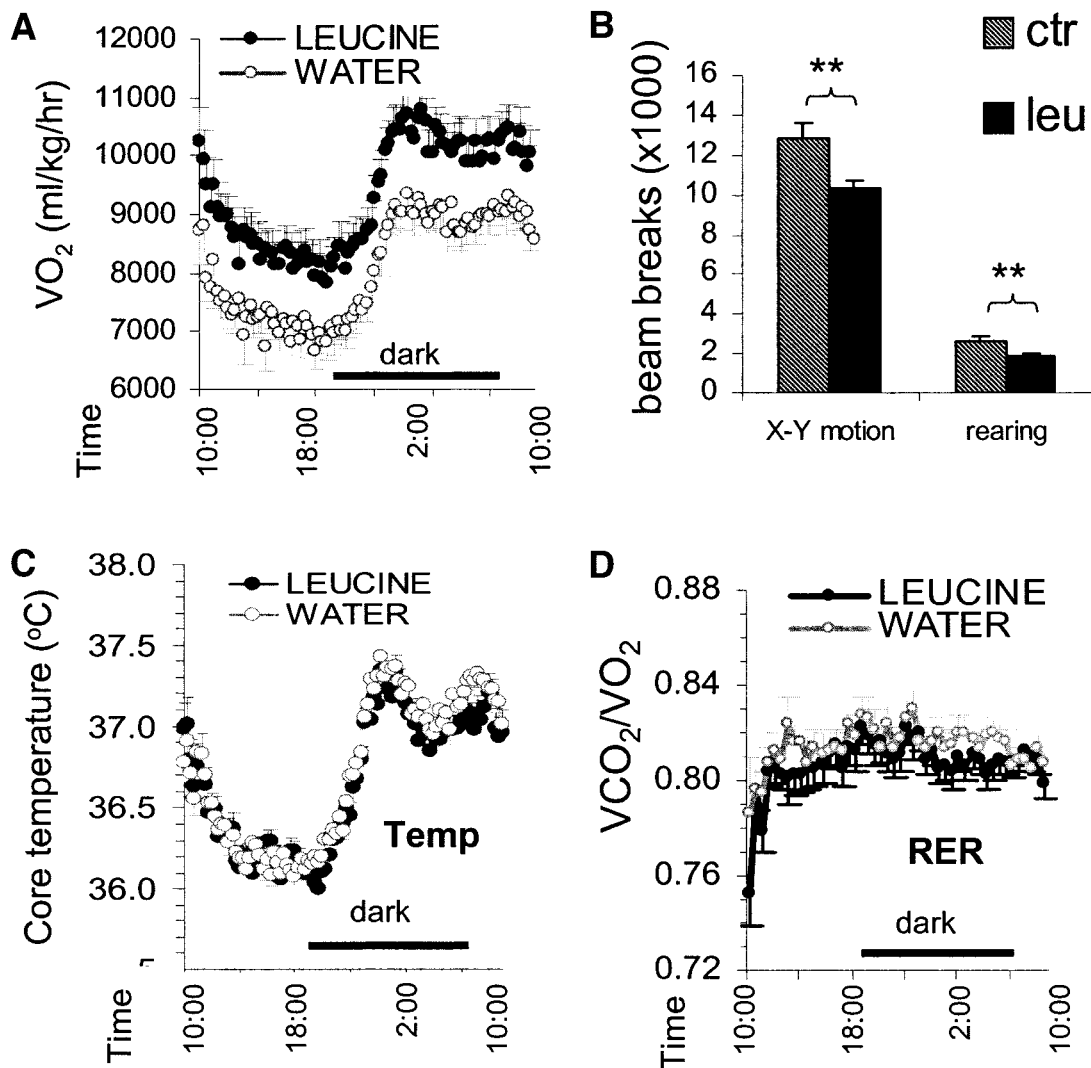 A
LEUCINE
WATER
VO2 (ml/kg/hr)
12000
11000
10000
9000
8000
7000
6000
dark
Time
10:00
18:00
2:00
10:00
B
ctr
leu
beam breaks (x1000)
16
14
12
10
8
6
4
2
0
**
**
X-Y motion
rearing
C
LEUCINE
WATER
Core temperature (oC)
38.0
37.5
37.0
36.5
36.0
Temp
dark
Time
10:00
18:00
2:00
10:00
D
LEUCINE
WATER
VCO2/VO2
0.88
0.84
0.80
0.76
0.72
RER
dark
Time
10:00
18:00
2:00
10:00